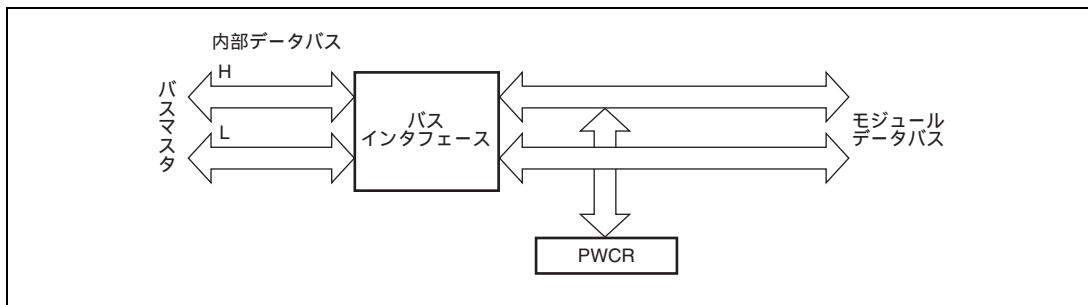 内部データバス
H
L
バスマスタ
バス
インタフェース
モジュール
データバス
PWCR